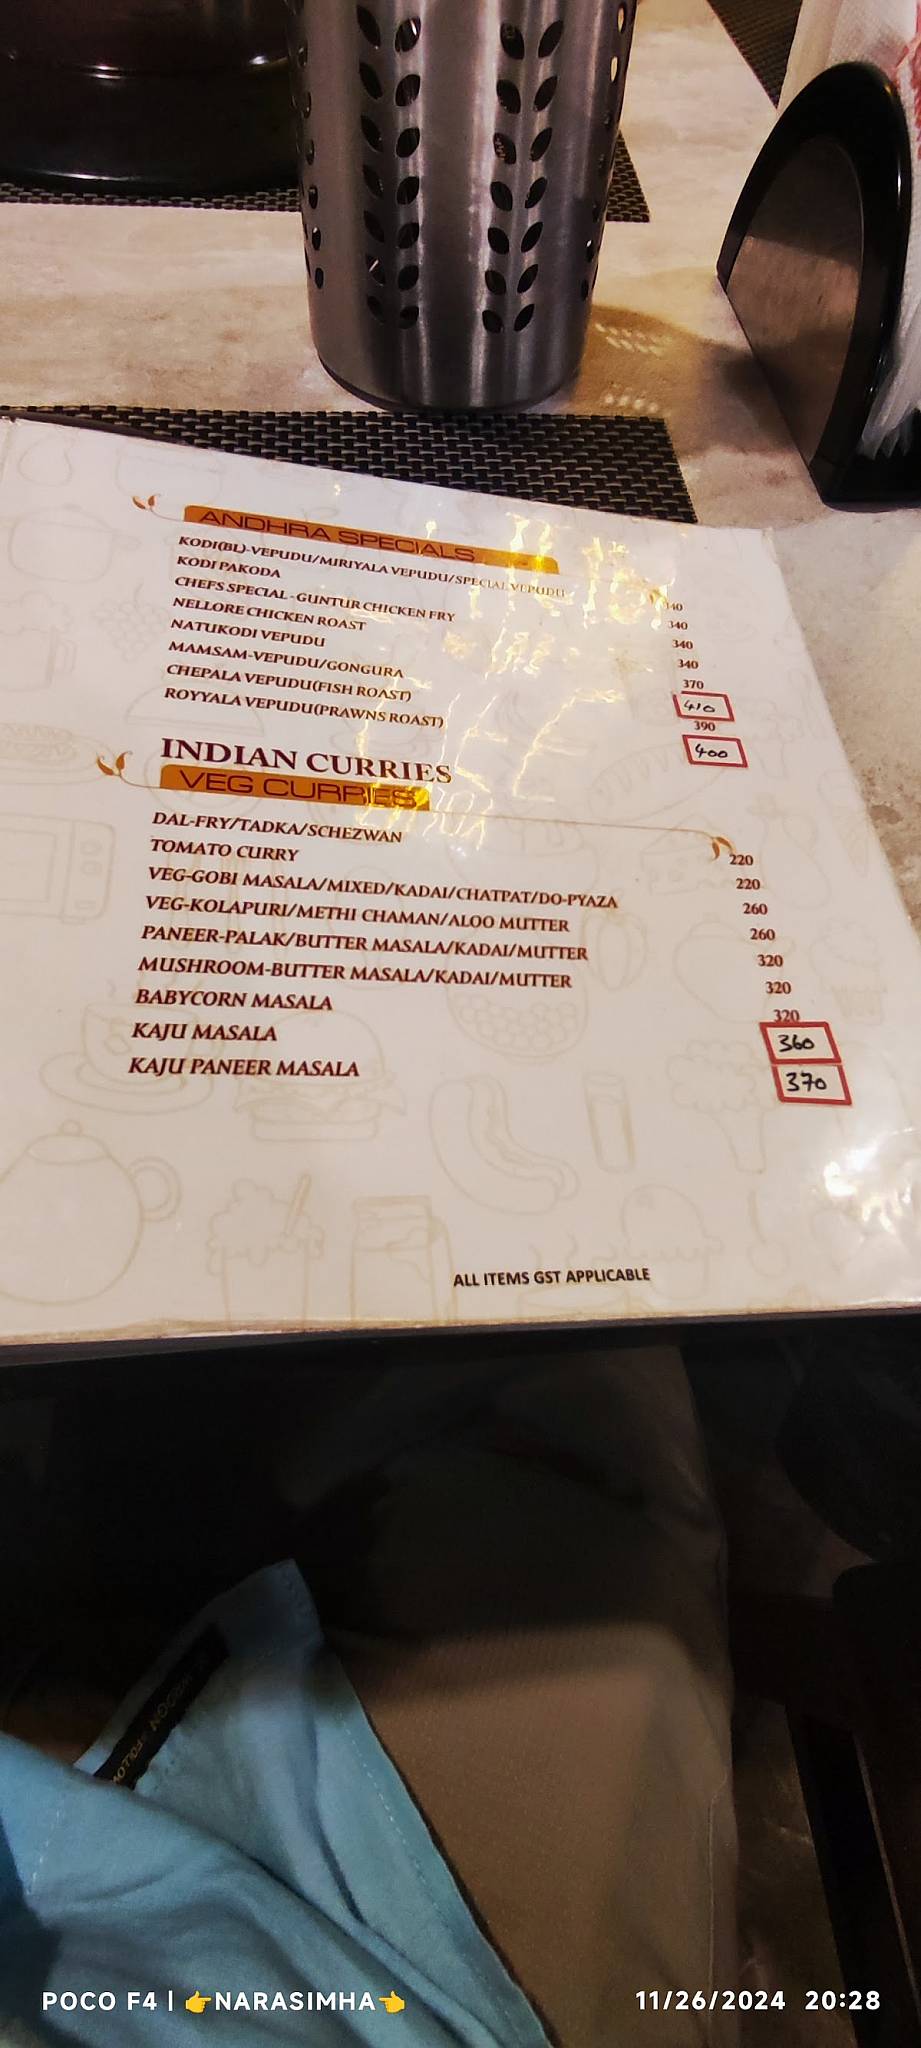 ANDHRA SPECIALS
KODI(BL)-VEPUDU/MIRIYALA VEPUDU/SPECIAL VEPUDU 340
KODI PAKODA 340
CHEFS SPECIAL-GUNTUR CHICKEN FRY 340
NELLORE CHICKEN ROAST 340
NATUKODI VEPUDU 370
MAMSAM-VEPUDU/GONGURA 410
CHEPALA VEPUDU(FISH ROAST) 390
ROYYALA VEPUDU(PRAWNS ROAST) 400
INDIAN CURRIES
VEG CURRIES
DAL-FRY/TADKA/SCHEZWAN 220
TOMATO CURRY 220
VEG-GOBI MASALA/MIXED/KADAI/CHATPAT/DO-PYAZA 260
VEG-KOLAPURI/METHI CHAMAN/ALOO MUTTER 260
PANEER-PALAK/BUTTER MASALA/KADAI/MUTTER 320
MUSHROOM-BUTTER MASALA/KADAI/MUTTER 320
BABYCORN MASALA 320
KAJU MASALA 360
KAJU PANEER MASALA 370
ALL ITEMS GST APPLICABLE
POCO F4 | 👉NARASIMHA👈 11/26/2024 20:28